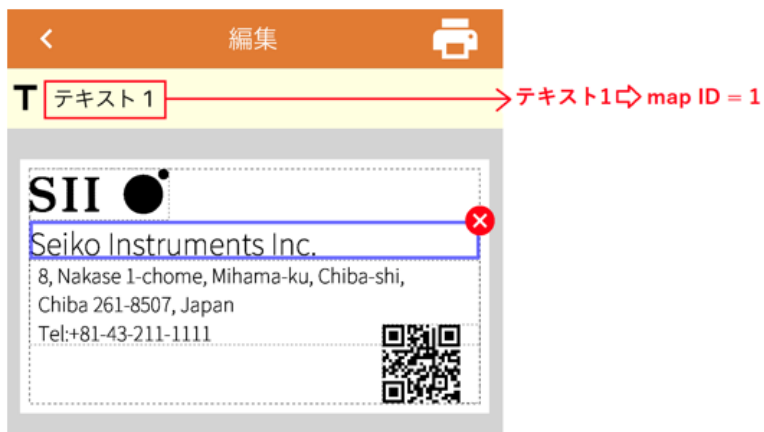 編集
T テキスト 1
テキスト1⇨ map ID = 1
SII
Seiko Instruments Inc.
8, Nakase 1-chome, Mihama-ku, Chiba-shi,
Chiba 261-8507, Japan
Tel:+81-43-211-1111